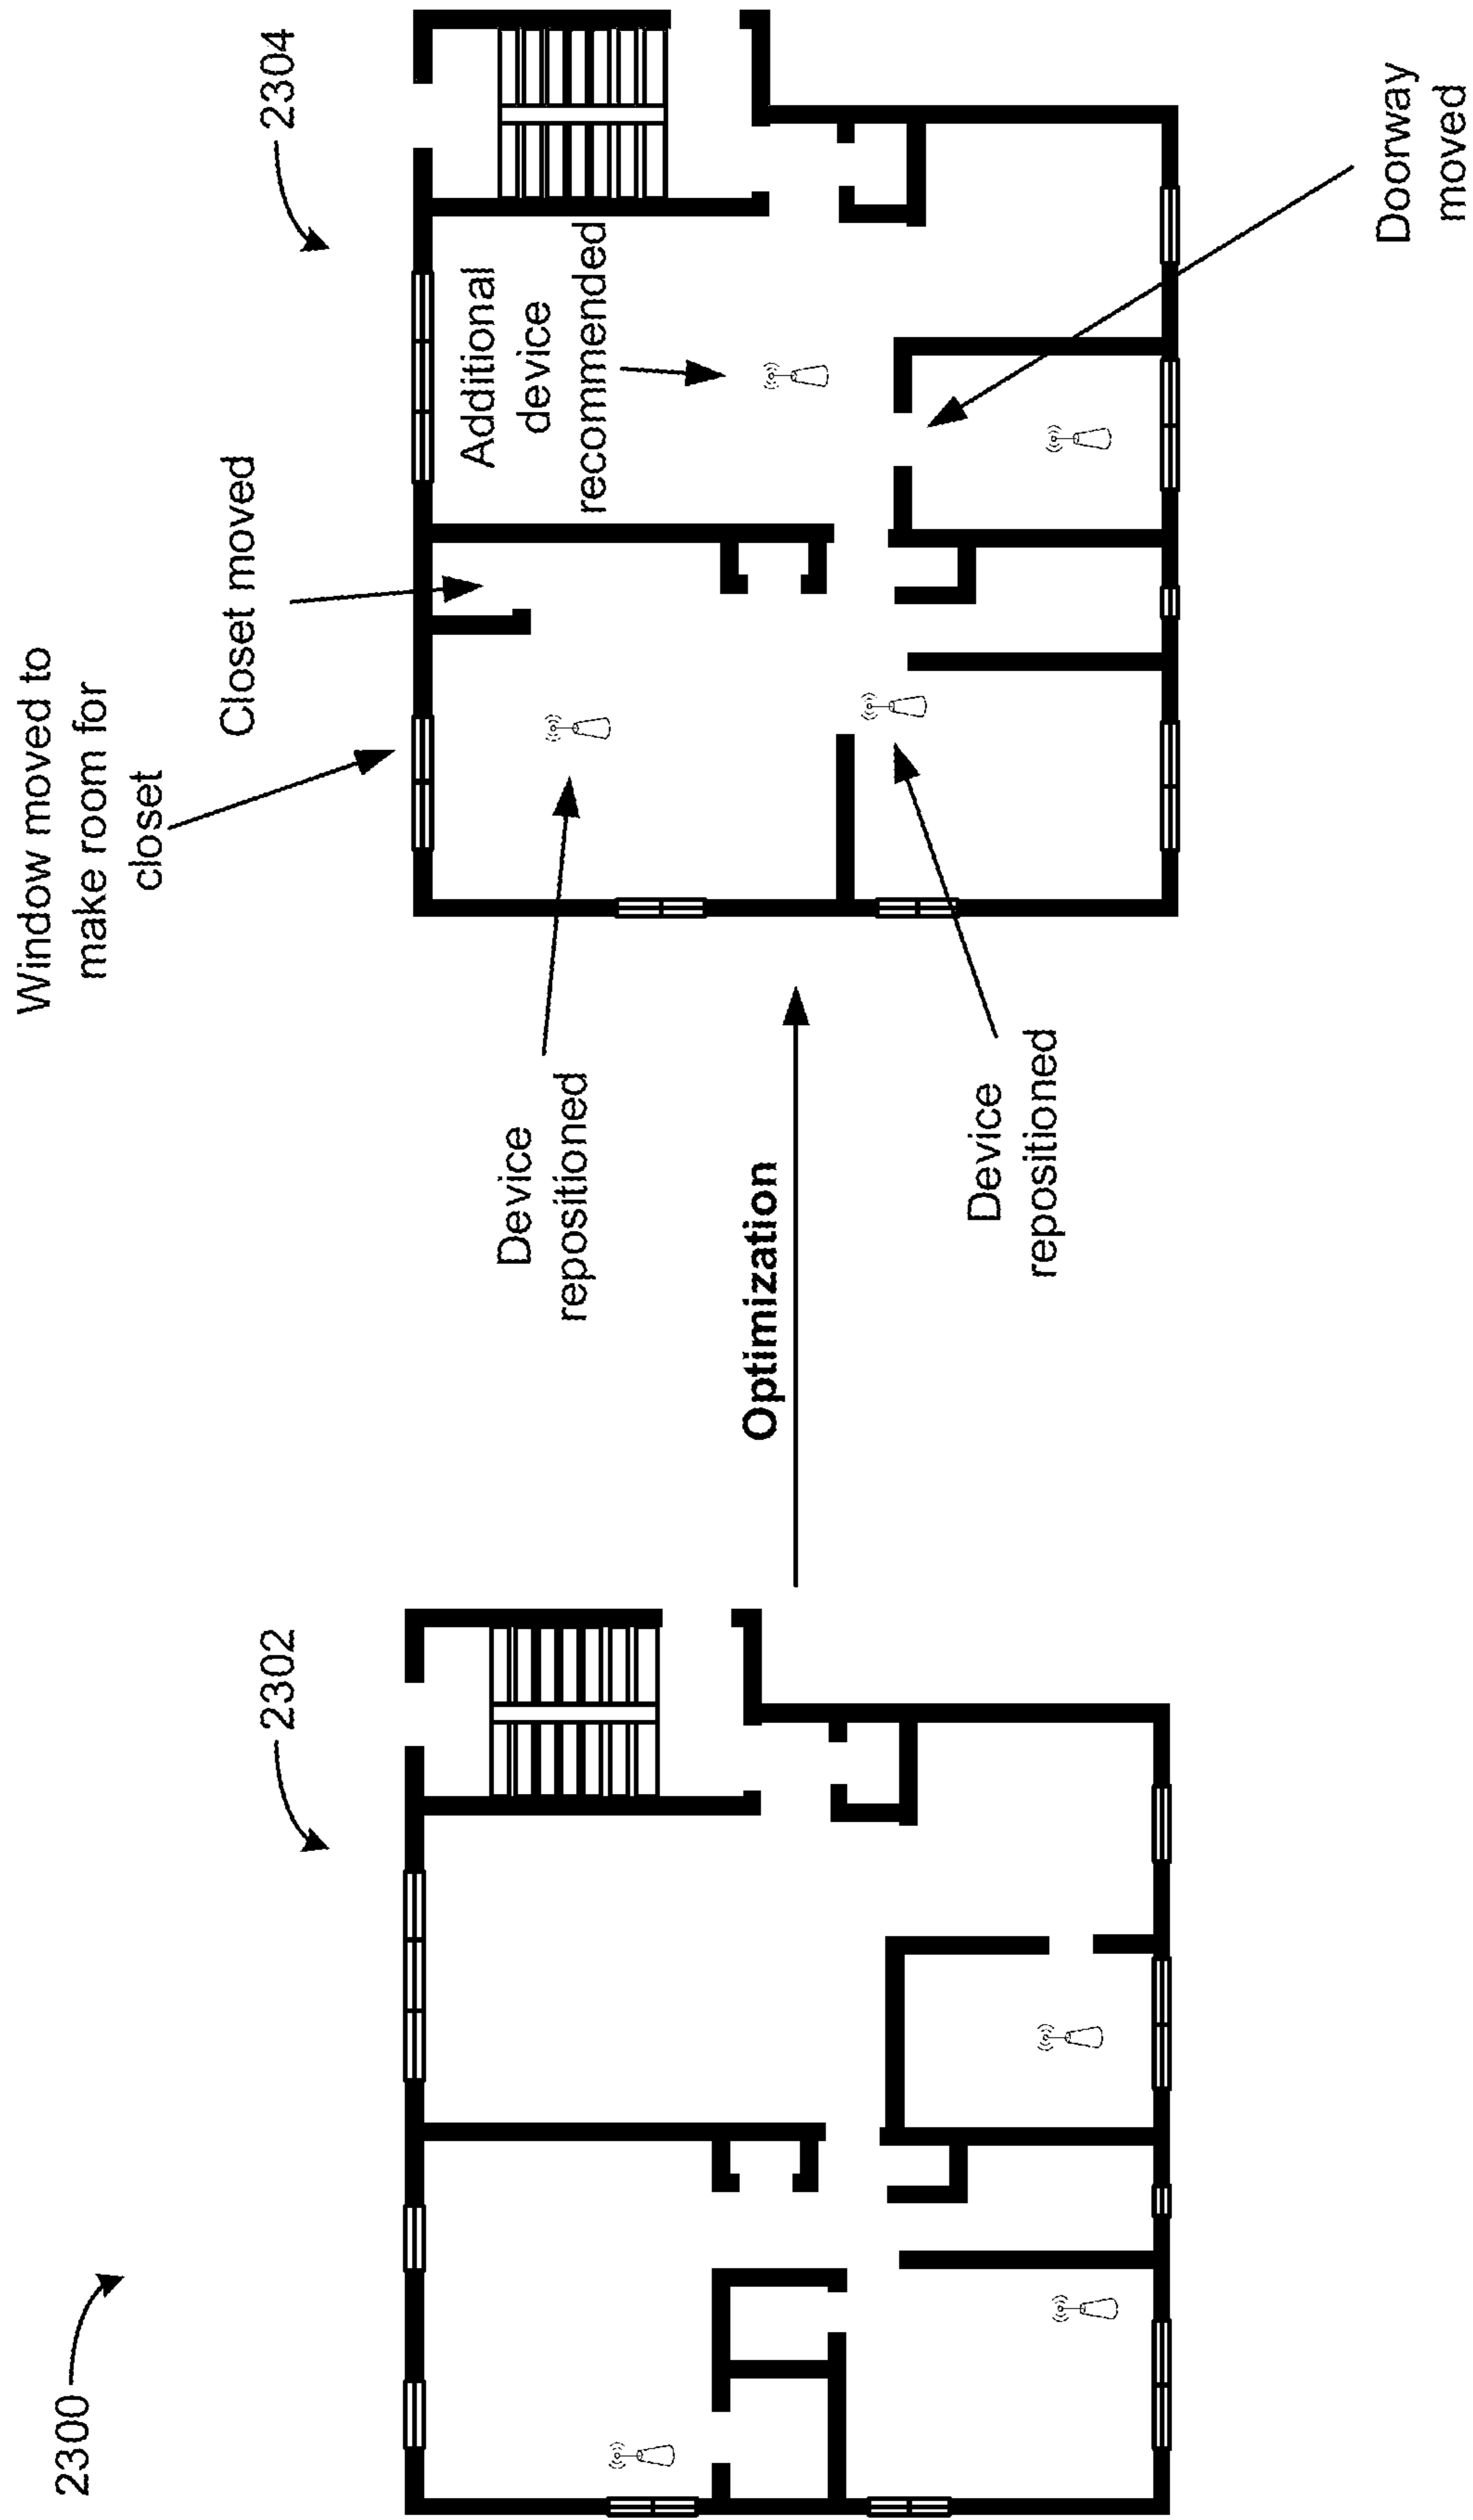 2300
2302
2304
Optimization
Window moved to
make room for
closet
Closet moved
Additional
device
recommended
Device
repositioned
Device
repositioned
Doorway
moved